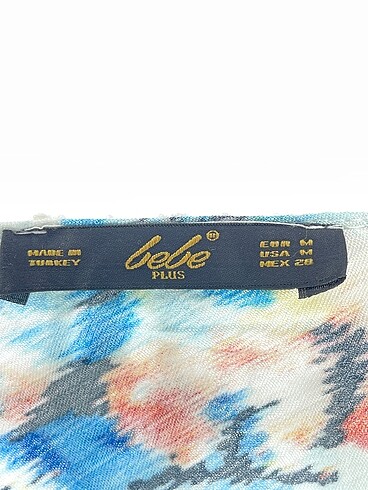 MADE IN
TURKEY
bebe®
PLUS
EUR M
USA M
MEX 28